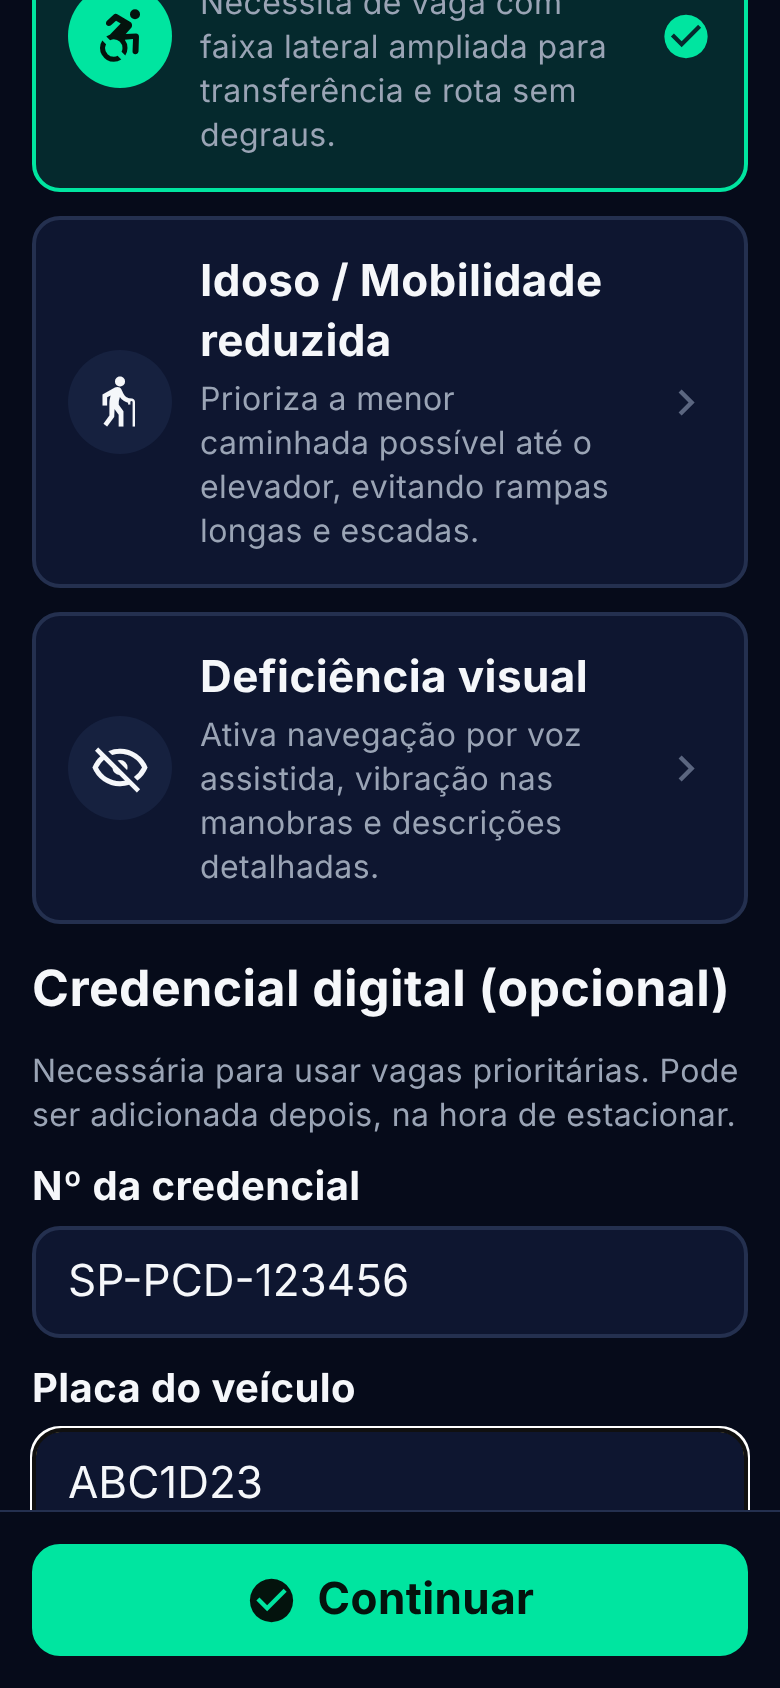 Necessita de vaga com
faixa lateral ampliada para
transferência e rota sem
degraus.
Idoso / Mobilidade
reduzida
Prioriza a menor
caminhada possível até o
elevador, evitando rampas
longas e escadas.
Deficiência visual
Ativa navegação por voz
assistida, vibração nas
manobras e descrições
detalhadas.
Credencial digital (opcional)
Necessária para usar vagas prioritárias. Pode
ser adicionada depois, na hora de estacionar.
Nº da credencial
SP-PCD-123456
Placa do veículo
ABC1D23
Continuar